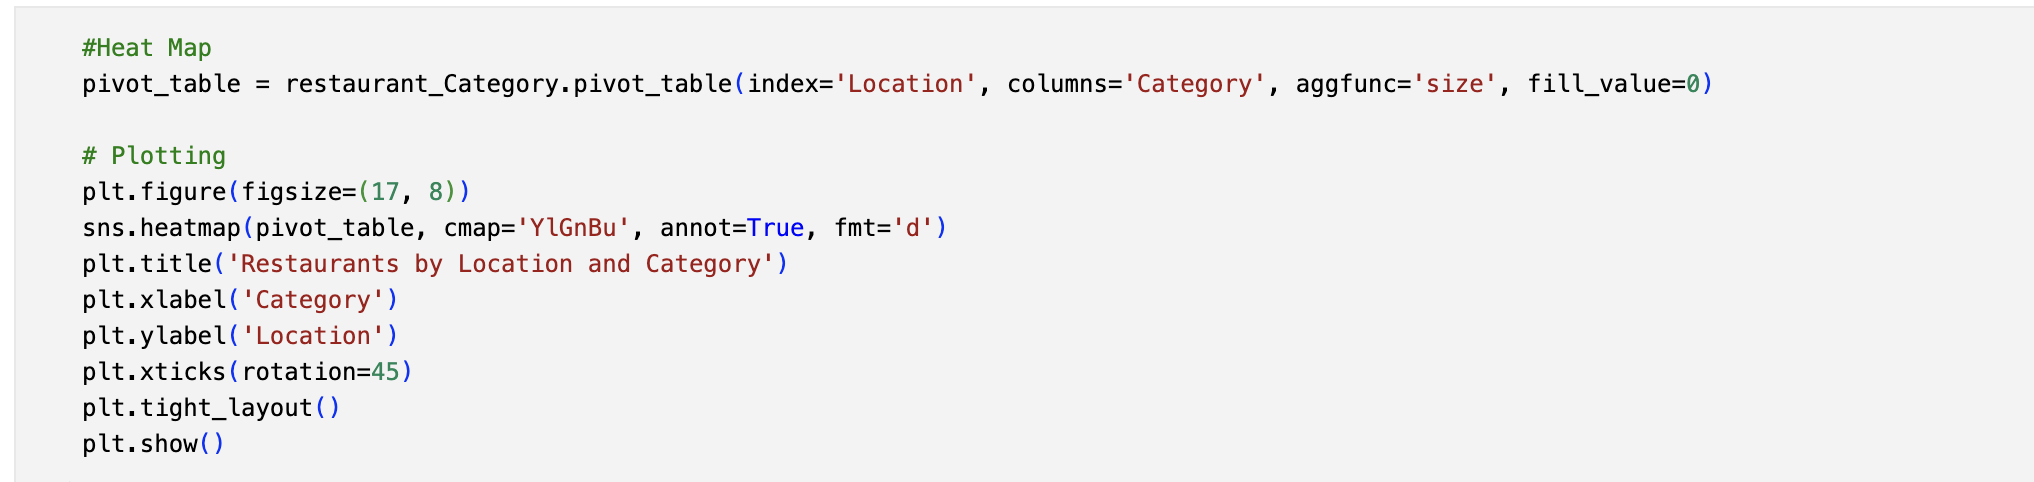 #Heat Map
pivot_table = restaurant_Category.pivot_table(index='Location', columns='Category', aggfunc='size', fill_value=0)
# Plotting
plt.figure(figsize=(17, 8))
sns.heatmap(pivot_table, cmap='YlGnBu', annot=True, fmt='d')
plt.title('Restaurants by Location and Category')
plt.xlabel('Category')
plt.ylabel('Location')
plt.xticks(rotation=45)
plt.tight_layout()
plt.show()